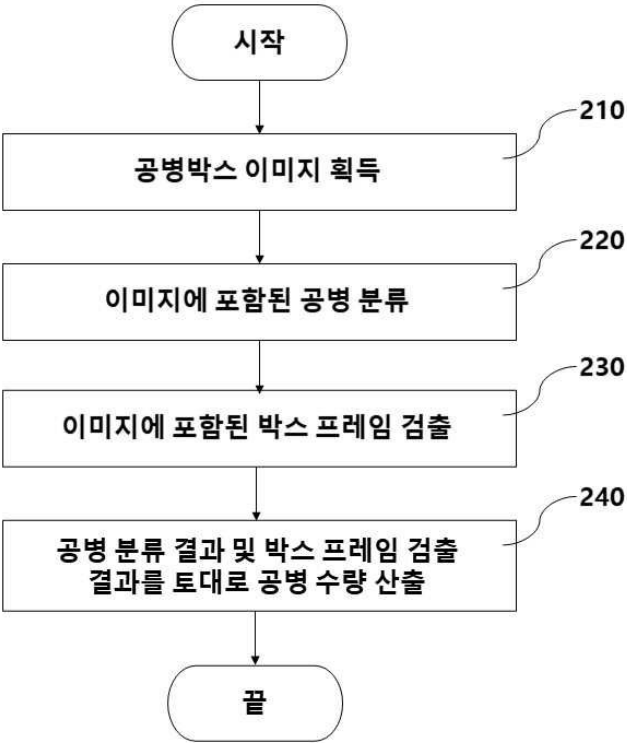 시작
210
공병박스 이미지 획득
220
이미지에 포함된 공병 분류
230
이미지에 포함된 박스 프레임 검출
240
공병 분류 결과 및 박스 프레임 검출
결과를 토대로 공병 수량 산출
끝